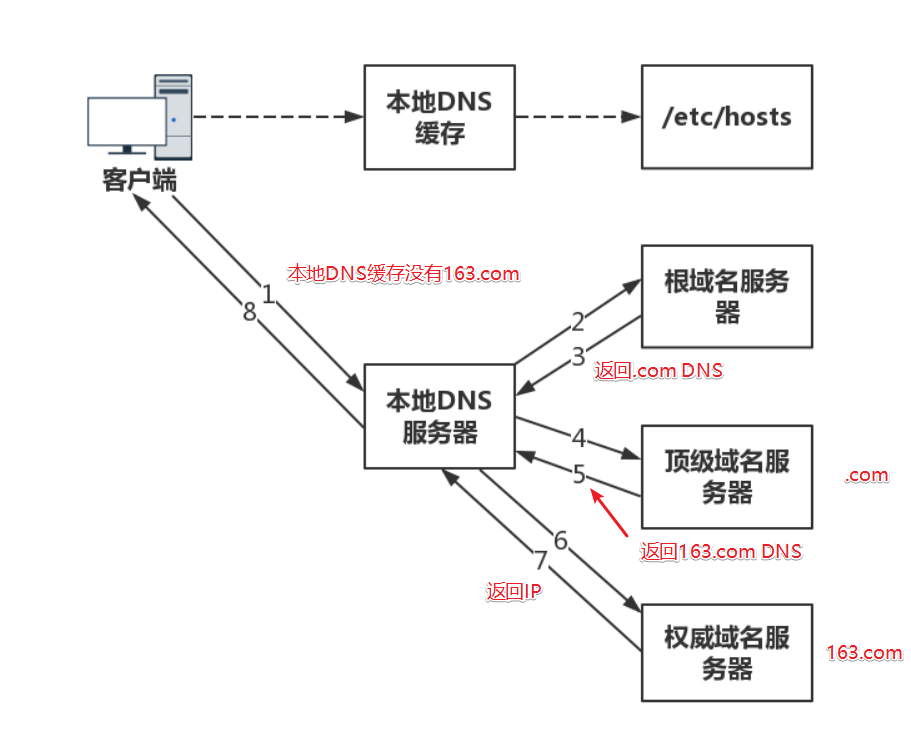 本地DNS
缓存
/etc/hosts
客户端
本地DNS缓存没有163.com
1
8
根域名服务
器
2
3
返回.com DNS
本地DNS
服务器
4
5
顶级域名服
务器
.com
返回163.com DNS
6
7
返回IP
权威域名服
务器
163.com